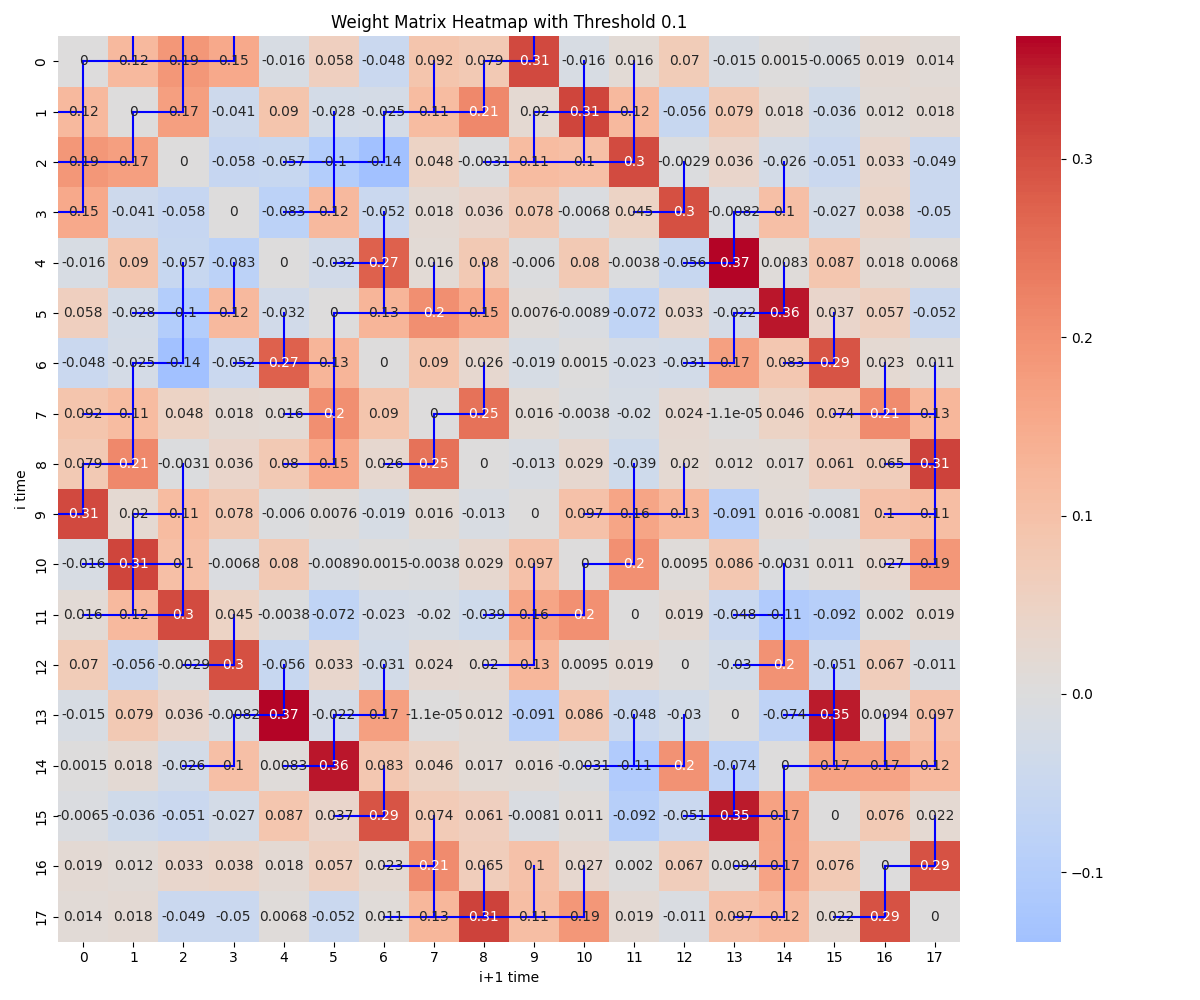 Weight Matrix Heatmap with Threshold 0.1
0 0 0.12 0.19 0.15 -0.016 0.058 -0.048 0.092 0.079 0.31 -0.016 0.016 0.07 -0.015 0.0015 -0.0065 0.019 0.014
1 0.12 0 0.17 -0.041 0.09 -0.028 -0.025 0.11 0.21 0.02 0.31 0.12 -0.056 0.079 0.018 -0.036 0.012 0.018
2 0.19 0.17 0 -0.058 -0.057 -0.1 -0.14 0.048 -0.0031 0.11 0.1 0.3 -0.0029 0.036 -0.026 -0.051 0.033 -0.049
3 0.15 -0.041 -0.058 0 -0.083 0.12 -0.052 0.018 0.036 0.078 -0.0068 0.045 0.3 -0.0082 0.1 -0.027 0.038 -0.05
4 -0.016 0.09 -0.057 -0.083 0 -0.032 0.27 0.016 0.08 -0.006 0.08 -0.0038 -0.056 0.37 0.0083 0.087 0.018 0.0068
5 0.058 -0.028 -0.1 0.12 -0.032 0 0.13 0.2 0.15 0.0076 -0.0089 -0.072 0.033 -0.022 0.36 0.037 0.057 -0.052
6 -0.048 -0.025 -0.14 -0.052 0.27 0.13 0 0.09 0.026 -0.019 0.0015 -0.023 -0.031 0.17 0.083 0.29 0.023 0.011
7 0.092 0.11 0.048 0.018 0.016 0.2 0.09 0 0.25 0.016 -0.0038 -0.02 0.024 -1.1e-05 0.046 0.074 0.21 0.13
8 0.079 0.21 -0.0031 0.036 0.08 0.15 0.026 0.25 0 -0.013 0.029 -0.039 0.02 0.012 0.017 0.061 0.065 0.31
i time
9 0.31 0.02 0.11 0.078 -0.006 0.0076 -0.019 0.016 -0.013 0 0.097 0.16 0.13 -0.091 0.016 -0.0081 0.1 0.11
10 -0.016 0.31 0.1 -0.0068 0.08 -0.0089 0.0015 -0.0038 0.029 0.097 0 0.2 0.0095 0.086 -0.0031 0.011 0.027 0.19
11 0.016 0.12 0.3 0.045 -0.0038 -0.072 -0.023 -0.02 -0.039 0.16 0.2 0 0.019 -0.048 -0.11 -0.092 0.002 0.019
12 0.07 -0.056 -0.0029 0.3 -0.056 0.033 -0.031 0.024 0.02 0.13 0.0095 0.019 0 -0.03 0.2 -0.051 0.067 -0.011
13 -0.015 0.079 0.036 -0.0082 0.37 -0.022 0.17 -1.1e-05 0.012 -0.091 0.086 -0.048 -0.03 0 -0.074 0.35 0.0094 0.097
14 0.0015 0.018 -0.026 0.1 0.0083 0.36 0.083 0.046 0.017 0.016 -0.0031 -0.11 0.2 -0.074 0 0.17 0.17 0.12
15 -0.0065 -0.036 -0.051 -0.027 0.087 0.037 0.29 0.074 0.061 -0.0081 0.011 -0.092 -0.051 0.35 0.17 0 0.076 0.022
16 0.019 0.012 0.033 0.038 0.018 0.057 0.023 0.21 0.065 0.1 0.027 0.002 0.067 0.0094 0.17 0.076 0 0.29
17 0.014 0.018 -0.049 -0.05 0.0068 -0.052 0.011 0.13 0.31 0.11 0.19 0.019 -0.011 0.097 0.12 0.022 0.29 0
0 1 2 3 4 5 6 7 8 9 10 11 12 13 14 15 16 17
i+1 time
0.3
0.2
0.1
0.0
−0.1